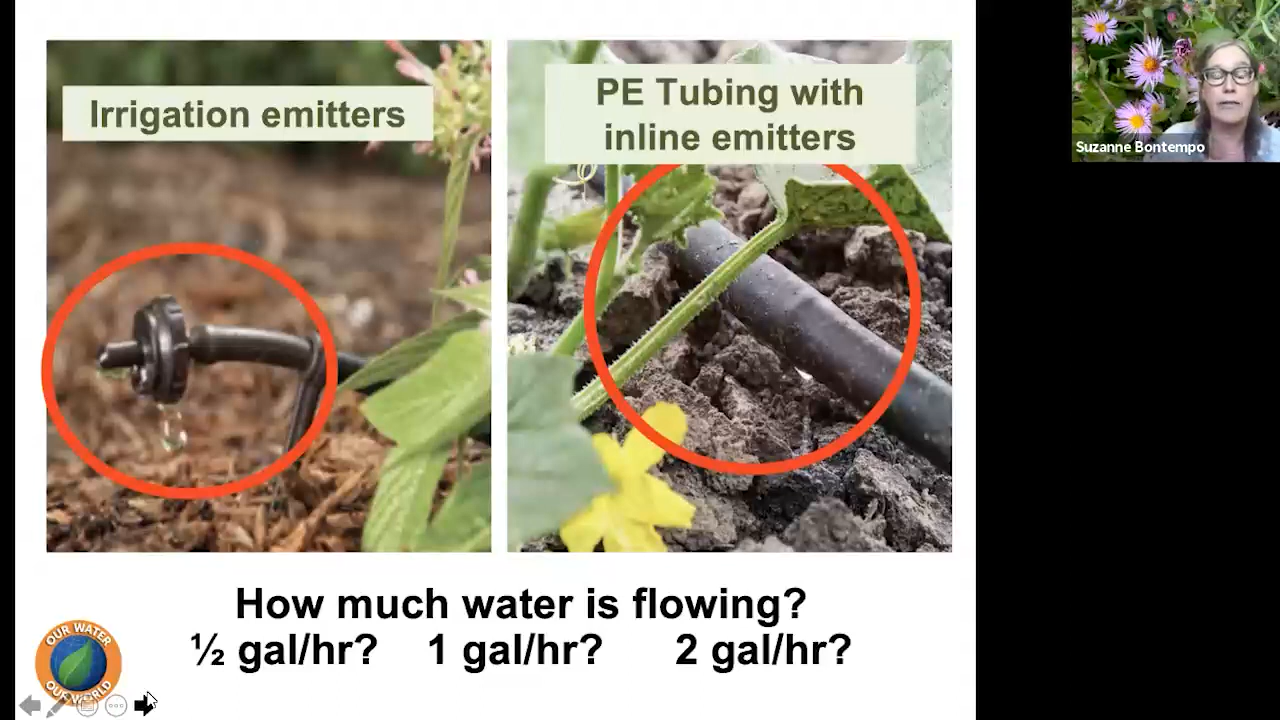 Irrigation emitters
PE Tubing with
inline emitters
Suzanne Bontempo
How much water is flowing?
½ gal/hr? 1 gal/hr? 2 gal/hr?
OUR WATER
OUR WORLD